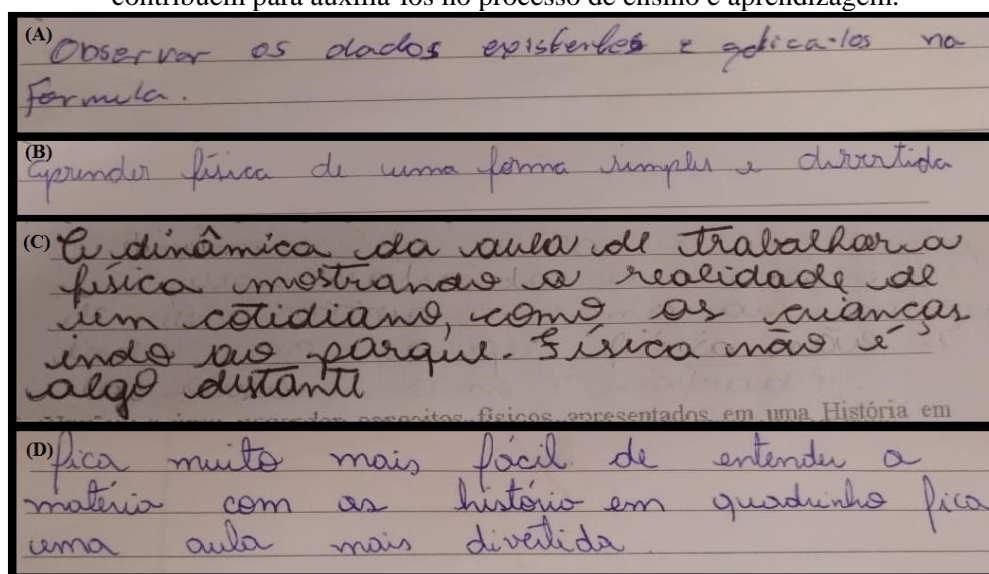 contribuem para auxiliá-los no processo de ensino e aprendizagem.
(A) Observar os dados existentes e aplica-los na
formula.
(B) Aprender física de uma forma simples e divertida
(C) A dinâmica da aula de trabalhar a
física mostrando a realidade de
um cotidiano, como as crianças
indo ao parque. Física não é
algo distante
física apresentados em uma História em
(D) fica muito mais fácil de entender a
matéria com as histório em quadrinho fica
uma aula mais divertida